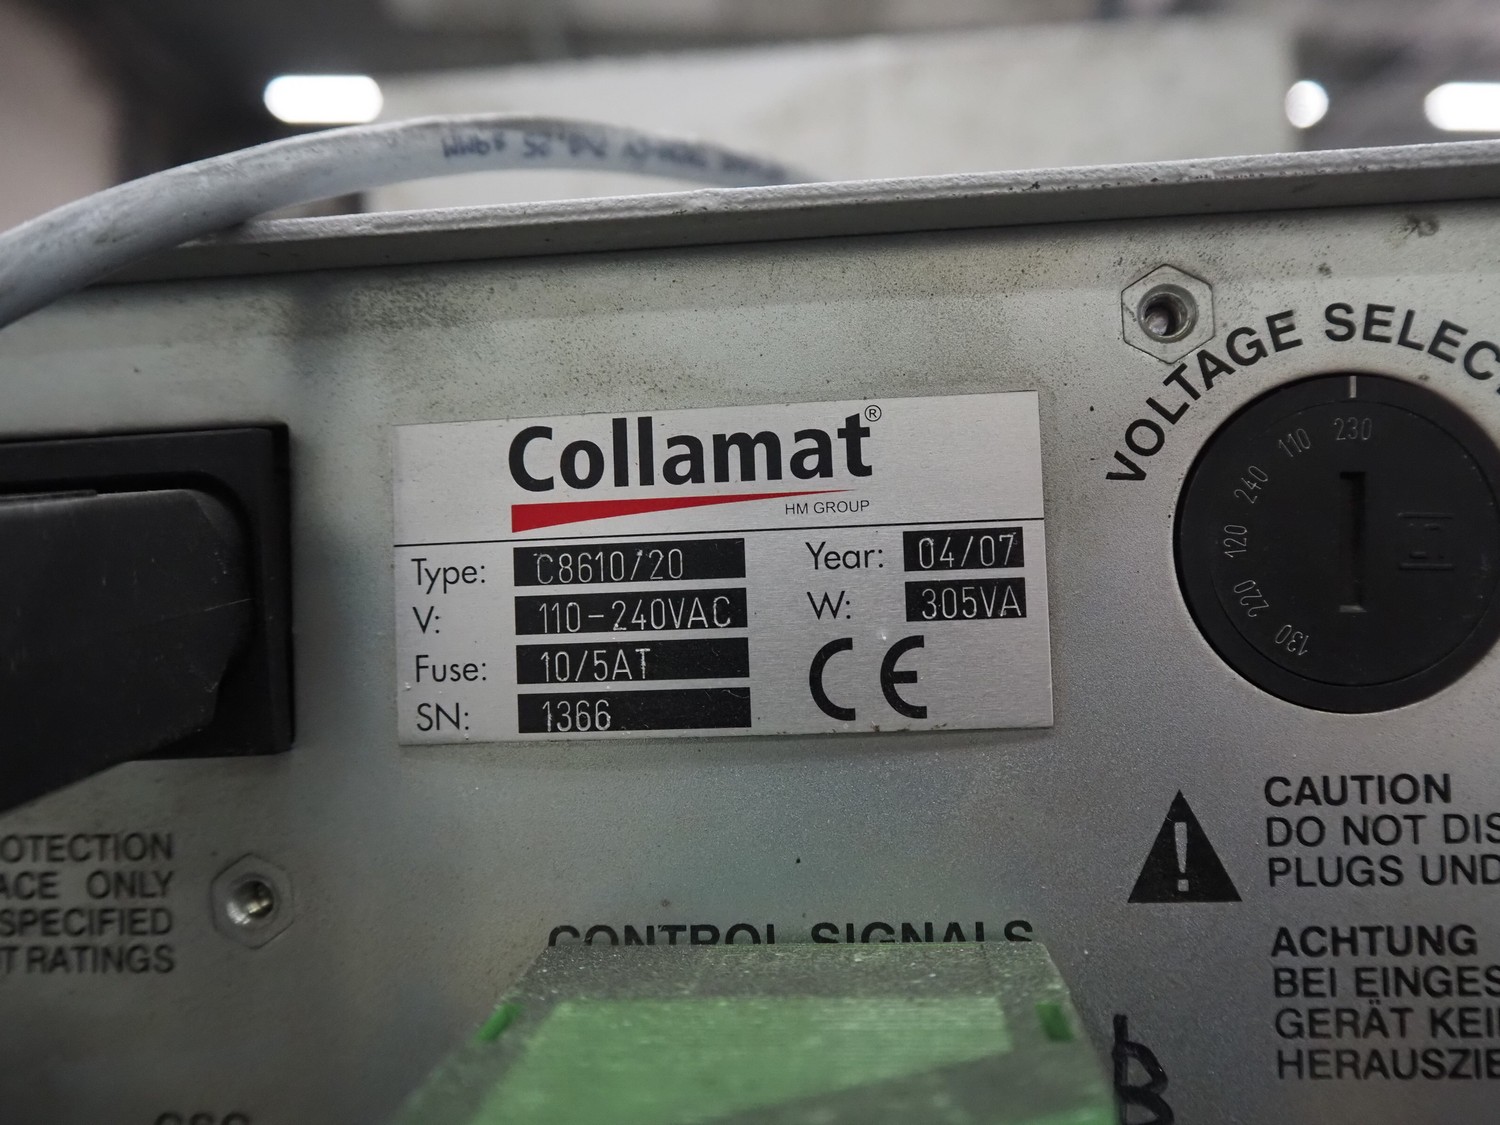 VOLTAGE SELEC
230
110
240
120
220
130
Collamat®
HM GROUP
Type: C8610/20
Year: 04/07
V: 110-240VAC
W: 305VA
Fuse: 10/5AT
SN: 1366
CE
OTECTION
ACE ONLY
SPECIFIED
T RATINGS
CAUTION
DO NOT DIS
PLUGS UND
CONTROL SIGNALS
ACHTUNG
BEI EINGES
GERÄT KEI
HERAUSZIE
B